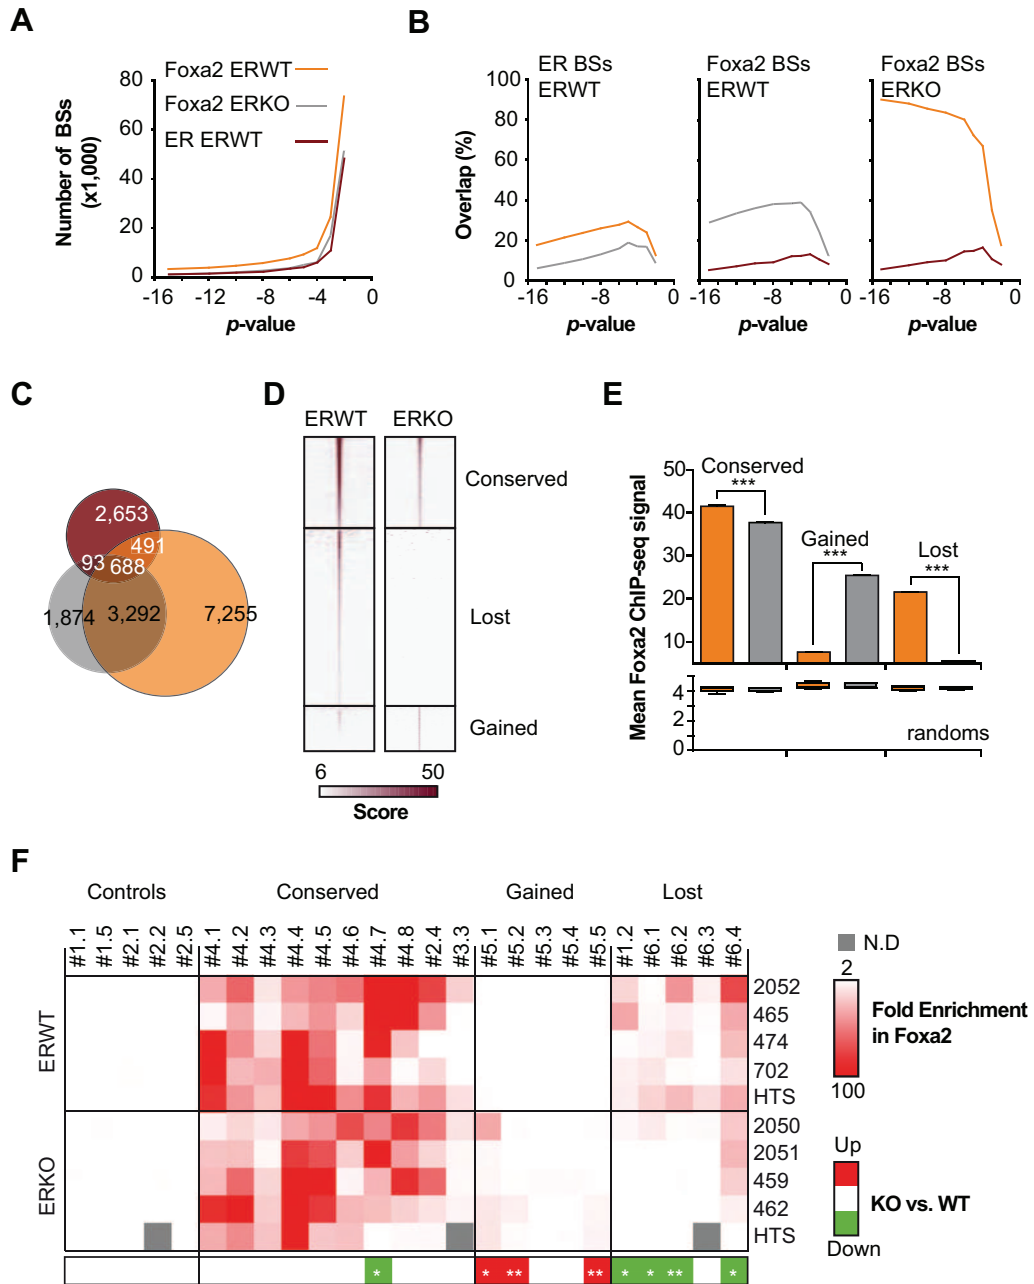 A
Foxa2 ERWT
Foxa2 ERKO
ER ERWT
Number of BSs
(x1,000)
80
60
40
20
0
-16
-12
-8
-4
0
p-value
B
ER BSs
ERWT
Foxa2 BSs
ERWT
Foxa2 BSs
ERKO
Overlap (%)
100
80
60
40
20
0
-16
-8
0
-16
-8
0
-16
-8
0
p-value
p-value
p-value
C
2,653
491
93
688
1,874
3,292
7,255
D
ERWT
ERKO
Conserved
Lost
Gained
6
50
Score
E
Mean Foxa2 ChIP-seq signal
50
40
30
20
10
4
2
0
Conserved
***
Gained
***
Lost
***
randoms
F
Controls
Conserved
Gained
Lost
#1.1
#1.5
#2.1
#2.2
#2.5
#4.1
#4.2
#4.3
#4.4
#4.5
#4.6
#4.7
#4.8
#2.4
#3.3
#5.1
#5.2
#5.3
#5.4
#5.5
#1.2
#6.1
#6.2
#6.3
#6.4
ERWT
2052
465
474
702
HTS
ERKO
2050
2051
459
462
HTS
* * ** ** * * ** *
N.D
2
Fold Enrichment
in Foxa2
100
Up
KO vs. WT
Down